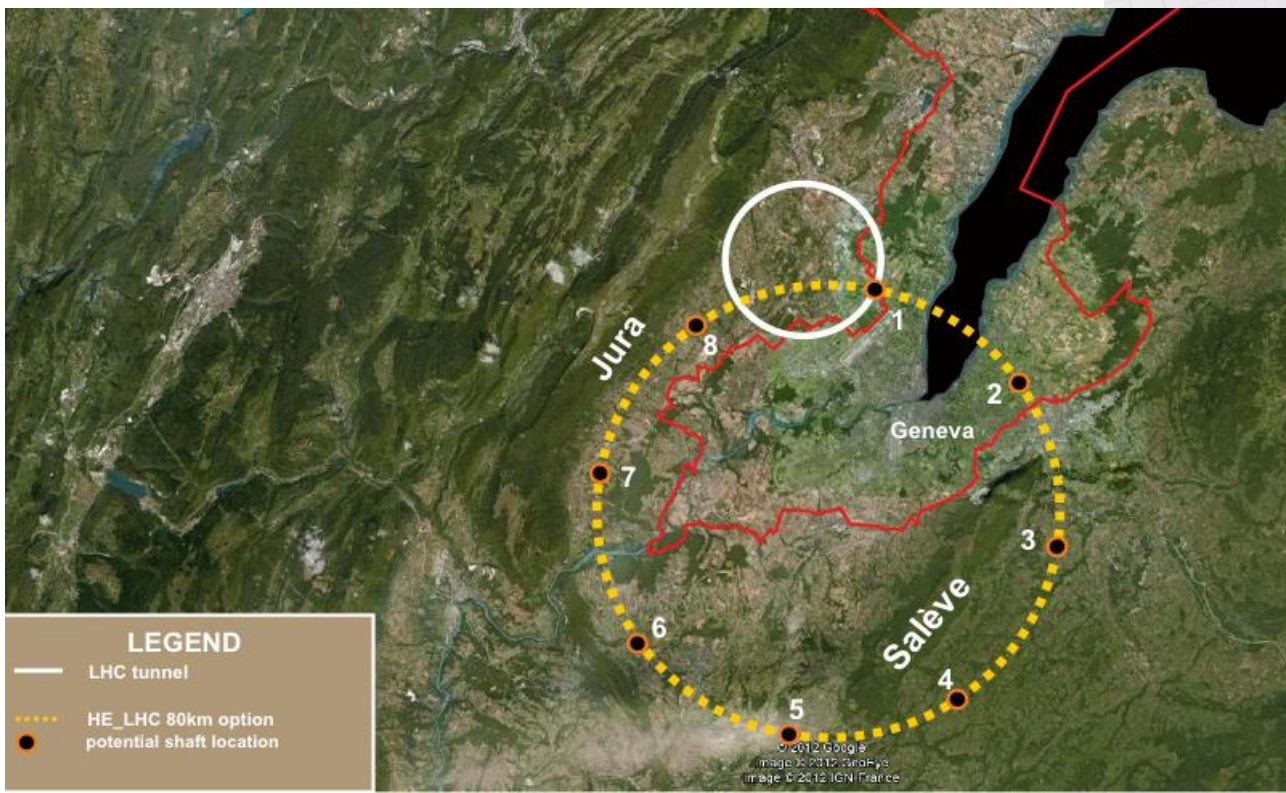 Jura
1
8
2
Geneva
7
3
Salève
6
4
5
LEGEND
LHC tunnel
HE_LHC 80km option
potential shaft location
© 2012 Google
Image © 2012 GeoEye
Image © 2012 IGN-France